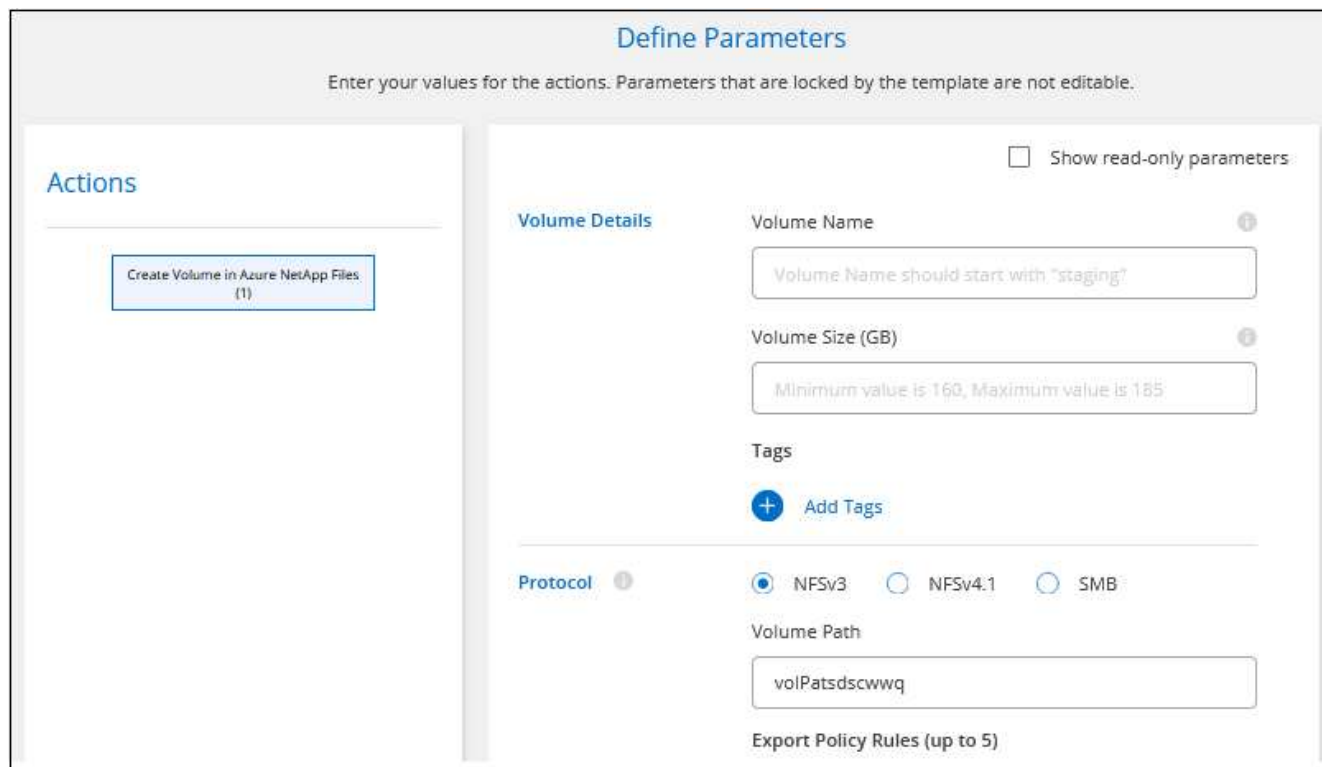 Define Parameters
Enter your values for the actions. Parameters that are locked by the template are not editable.
Actions
Create Volume in Azure NetApp Files
(1)
Show read-only parameters
Volume Details
Volume Name
Volume Name should start with "staging"
Volume Size (GB)
Minimum value is 160, Maximum value is 185
Tags
Add Tags
Protocol
NFSv3 NFSv4.1 SMB
Volume Path
volPatsdscwwq
Export Policy Rules (up to 5)